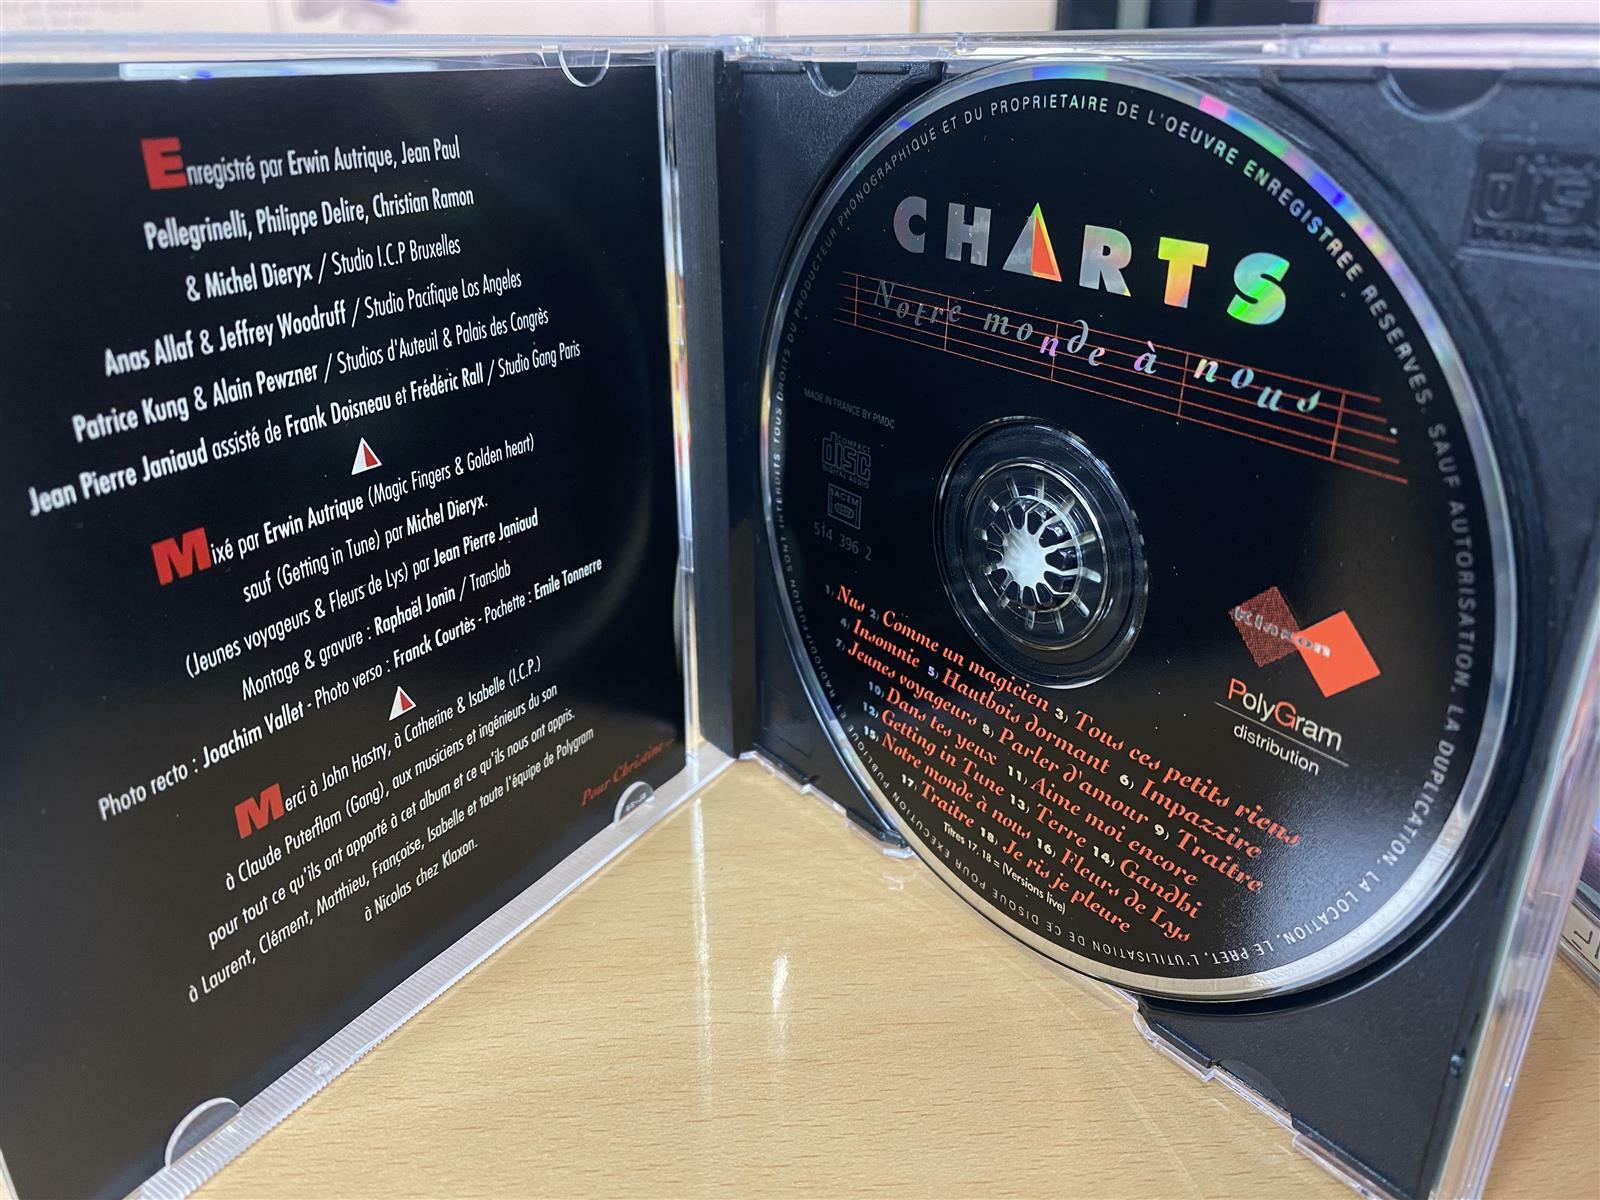 Enregistré par Erwin Autrique, Jean Paul
Pellegrinelli, Philippe Delire, Christian Ramon
& Michel Dieryx / Studio I.C.P Bruxelles
Anas Allaf & Jeffrey Woodruff / Studio Pacifique Los Angeles
Patrice Kung & Alain Pewzner / Studios d'Auteuil & Palais des Congrès
Jean Pierre Janiaud assisté de Frank Doisneau et Frédéric Rall / Studio Gang Paris
Mixé par Erwin Autrique (Magic Fingers & Golden heart)
sauf (Getting in Tune) par Michel Dieryx.
(Jeunes voyageurs & Fleurs de Lys) par Jean Pierre Janiaud
Montage & gravure : Raphaël Jonin / Translab
Photo recto : Joachim Vallet - Photo verso : Franck Courtès - Pochette : Emile Tonnerre
Merci à John Hastry, à Catherine & Isabelle (I.C.P.)
à Claude Puterflam (Gang), aux musiciens et ingénieurs du son
pour tout ce qu'ils ont apporté à cet album et ce qu'ils nous ont appris.
à Laurent, Clément, Matthieu, Françoise, Isabelle et toute l'équipe de Polygram
à Nicolas chez Klaxon.
Pour Christine
TOUS DROITS DU PRODUCTEUR PHONOGRAPHIQUE ET DU PROPRIETAIRE DE L'OEUVRE ENREGISTREE RESERVES. SAUF AUTORISATION, LA DUPLICATION, LA LOCATION, LE PRET, L'UTILISATION DE CE DISQUE POUR EXECUTION PUBLIQUE ET RADIODIFFUSION SONT INTERDITS
CHARTS
Notre monde à nous
MADE IN FRANCE BY PMDC
COMPACT
disc
DIGITAL AUDIO
SACEM
514 396 2
Klaxon
PolyGram
distribution
1) Nus 2) Comme un magicien 3) Tous ces petits riens
4) Insomnie 5) Hautbois dormant 6) Impazzire
7) Jeunes voyageurs 8) Parler d'amour 9) Traître
10) Dans tes yeux 11) Aime moi encore
12) Getting in Tune 13) Terre 14) Gandhi
15) Notre monde à nous 16) Fleurs de Lys
17) Traître 18) Je ris je pleure
Titres 17, 18 = (Versions live)
disc